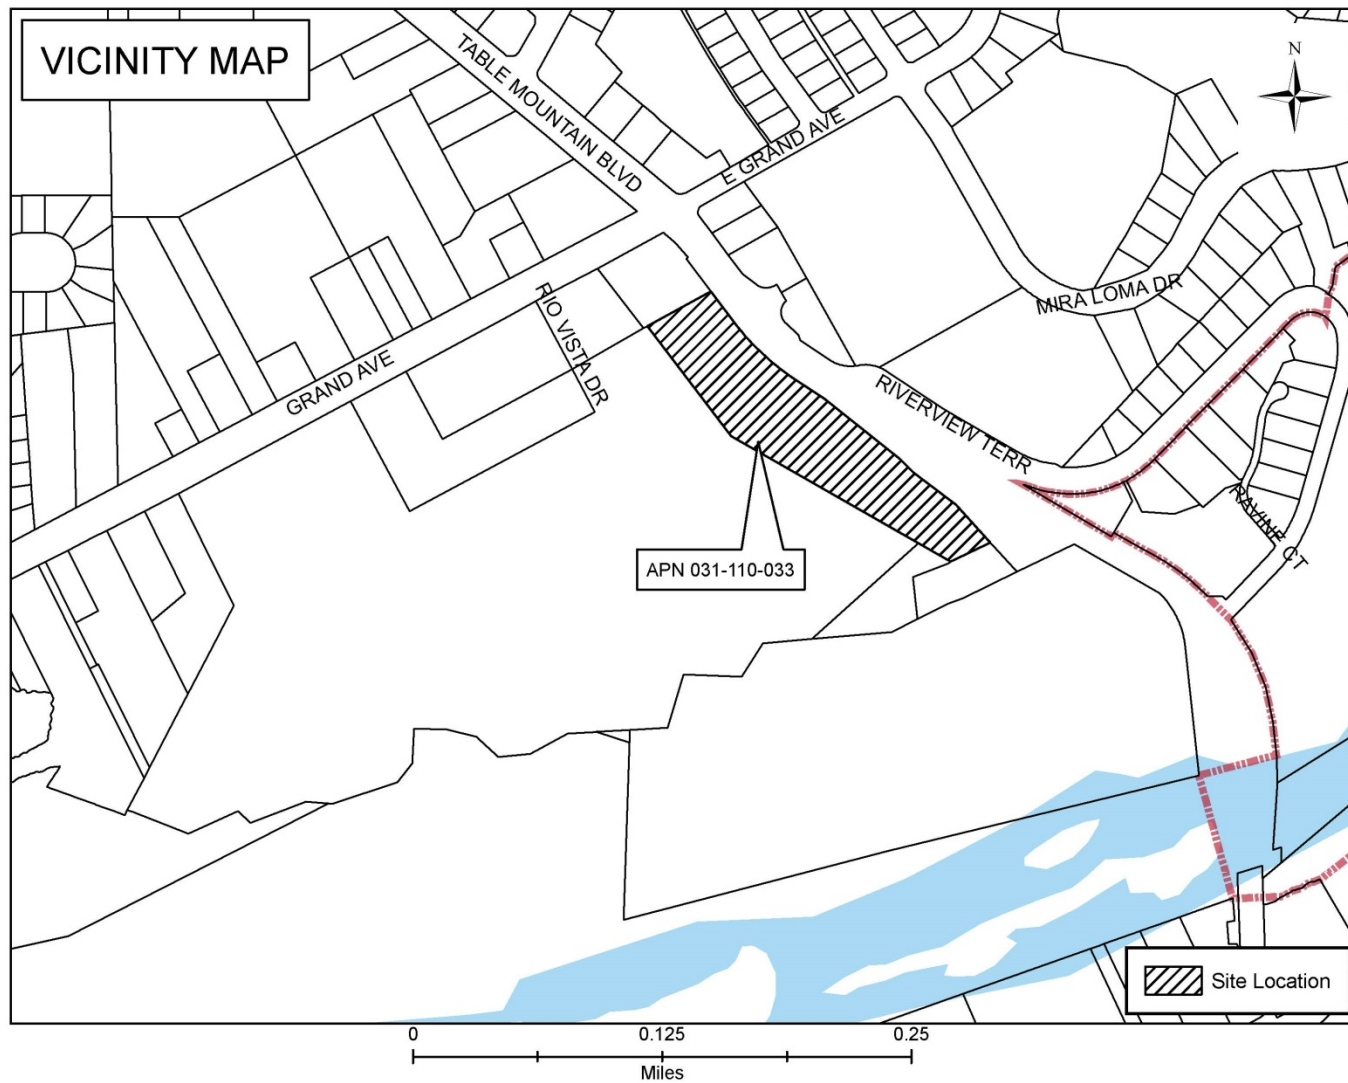 VICINITY MAP
N
TABLE MOUNTAIN BLVD
E GRAND AVE
MIRA LOMA DR
RIO VISTA DR
GRAND AVE
RIVERVIEW TERR
RAVINE CT
APN 031-110-033
Site Location
0 0.125 0.25
Miles